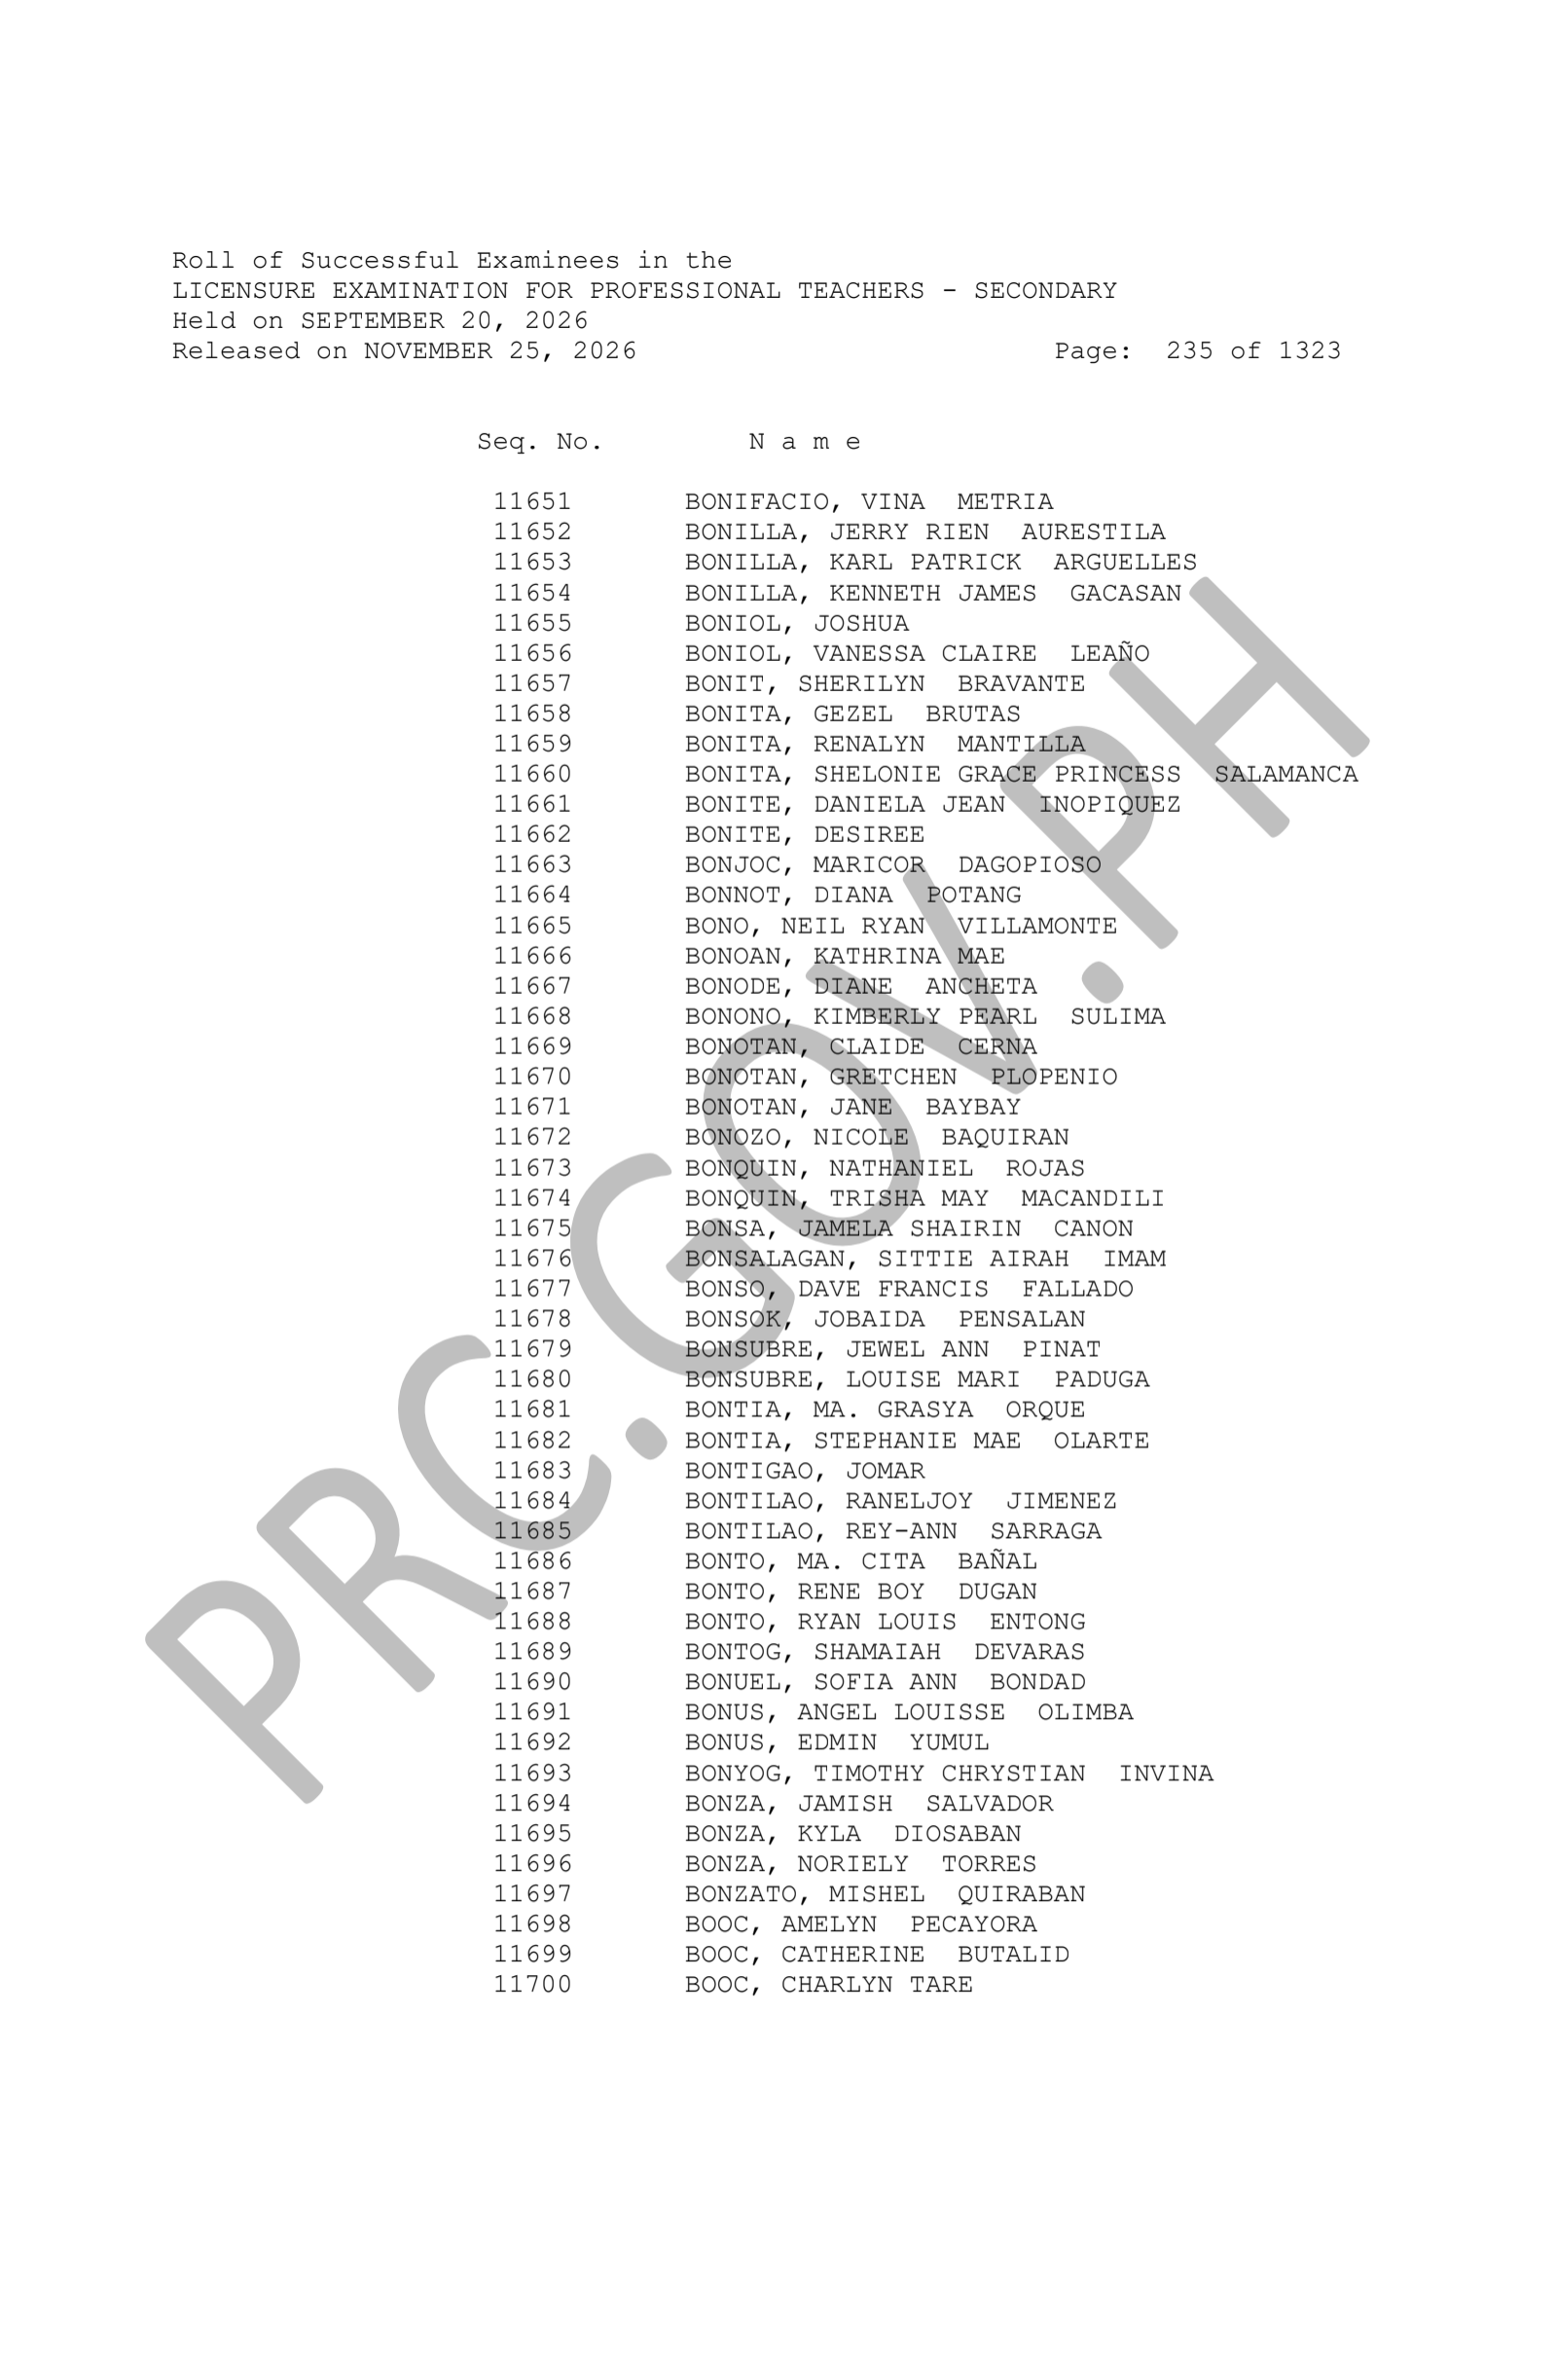 Roll of Successful Examinees in the
LICENSURE EXAMINATION FOR PROFESSIONAL TEACHERS - SECONDARY
Held on SEPTEMBER 20, 2026
Released on NOVEMBER 25, 2026 Page: 235 of 1323
Seq. No. N a m e
11651 BONIFACIO, VINA METRIA
11652 BONILLA, JERRY RIEN AURESTILA
11653 BONILLA, KARL PATRICK ARGUELLES
11654 BONILLA, KENNETH JAMES GACASAN
11655 BONIOL, JOSHUA
11656 BONIOL, VANESSA CLAIRE LEAÑO
11657 BONIT, SHERILYN BRAVANTE
11658 BONITA, GEZEL BRUTAS
11659 BONITA, RENALYN MANTILLA
11660 BONITA, SHELONIE GRACE PRINCESS SALAMANCA
11661 BONITE, DANIELA JEAN INOPIQUEZ
11662 BONITE, DESIREE
11663 BONJOC, MARICOR DAGOPIOSO
11664 BONNOT, DIANA POTANG
11665 BONO, NEIL RYAN VILLAMONTE
11666 BONOAN, KATHRINA MAE
11667 BONODE, DIANE ANCHETA
11668 BONONO, KIMBERLY PEARL SULIMA
11669 BONOTAN, CLAIDE CERNA
11670 BONOTAN, GRETCHEN PLOPENIO
11671 BONOTAN, JANE BAYBAY
11672 BONOZO, NICOLE BAQUIRAN
11673 BONQUIN, NATHANIEL ROJAS
11674 BONQUIN, TRISHA MAY MACANDILI
11675 BONSA, JAMELA SHAIRIN CANON
11676 BONSALAGAN, SITTIE AIRAH IMAM
11677 BONSO, DAVE FRANCIS FALLADO
11678 BONSOK, JOBAIDA PENSALAN
11679 BONSUBRE, JEWEL ANN PINAT
11680 BONSUBRE, LOUISE MARI PADUGA
11681 BONTIA, MA. GRASYA ORQUE
11682 BONTIA, STEPHANIE MAE OLARTE
11683 BONTIGAO, JOMAR
11684 BONTILAO, RANELJOY JIMENEZ
11685 BONTILAO, REY-ANN SARRAGA
11686 BONTO, MA. CITA BAÑAL
11687 BONTO, RENE BOY DUGAN
11688 BONTO, RYAN LOUIS ENTONG
11689 BONTOG, SHAMAIAH DEVARAS
11690 BONUEL, SOFIA ANN BONDAD
11691 BONUS, ANGEL LOUISSE OLIMBA
11692 BONUS, EDMIN YUMUL
11693 BONYOG, TIMOTHY CHRYSTIAN INVINA
11694 BONZA, JAMISH SALVADOR
11695 BONZA, KYLA DIOSABAN
11696 BONZA, NORIELY TORRES
11697 BONZATO, MISHEL QUIRABAN
11698 BOOC, AMELYN PECAYORA
11699 BOOC, CATHERINE BUTALID
11700 BOOC, CHARLYN TARE
PRC.GOV.PH